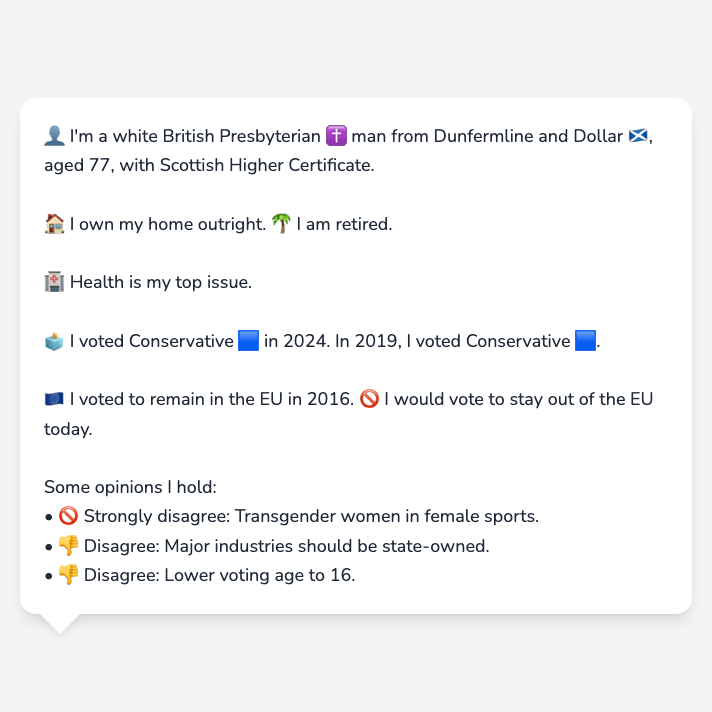 👤 I'm a white British Presbyterian ✝️ man from Dunfermline and Dollar 🏴󠁧󠁢󠁳󠁣󠁴󠁿,
aged 77, with Scottish Higher Certificate.
🏠 I own my home outright. 🌴 I am retired.
🏥 Health is my top issue.
🗳️ I voted Conservative 🟦 in 2024. In 2019, I voted Conservative 🟦.
🇪🇺 I voted to remain in the EU in 2016. 🚫 I would vote to stay out of the EU
today.
Some opinions I hold:
• 🚫 Strongly disagree: Transgender women in female sports.
• 👎 Disagree: Major industries should be state-owned.
• 👎 Disagree: Lower voting age to 16.